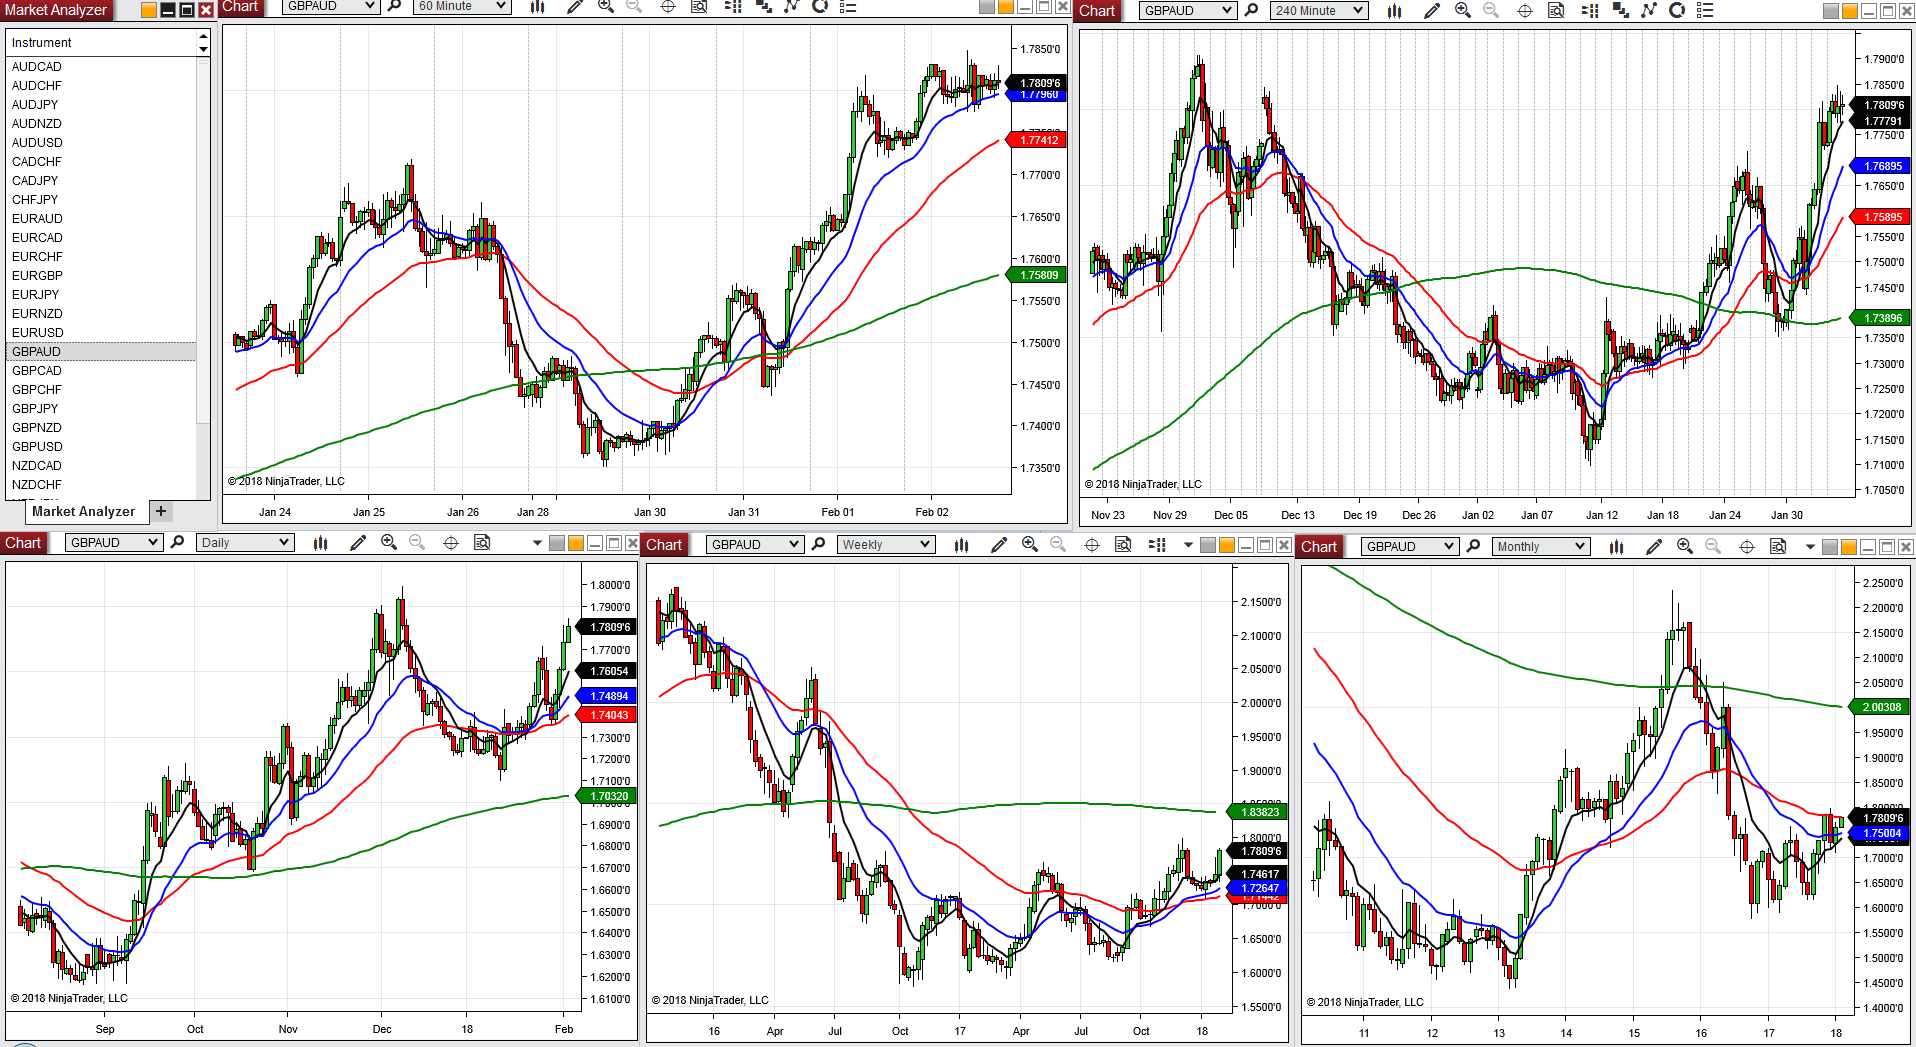 Market Analyzer
Instrument
AUDCAD
AUDCHF
AUDJPY
AUDNZD
AUDUSD
CADCHF
CADJPY
CHFJPY
EURAUD
EURCAD
EURCHF
EURGBP
EURJPY
EURNZD
EURUSD
GBPAUD
GBPCAD
GBPCHF
GBPJPY
GBPNZD
GBPUSD
NZDCAD
NZDCHF
Market Analyzer +
Chart GBPAUD 60 Minute
1.7850'0
1.7809'6
1.77960
1.77412
1.7700'0
1.7650'0
1.7600'0
1.75809
1.7550'0
1.7500'0
1.7450'0
1.7400'0
1.7350'0
© 2018 NinjaTrader, LLC
Jan 24 Jan 25 Jan 26 Jan 28 Jan 30 Jan 31 Feb 01 Feb 02
Chart GBPAUD 240 Minute
1.7900'0
1.7850'0
1.7809'6
1.77791
1.7750'0
1.76895
1.7650'0
1.75895
1.7550'0
1.7500'0
1.7450'0
1.73896
1.7350'0
1.7300'0
1.7250'0
1.7200'0
1.7150'0
1.7100'0
1.7050'0
© 2018 NinjaTrader, LLC
Nov 23 Nov 29 Dec 05 Dec 13 Dec 19 Dec 26 Jan 02 Jan 07 Jan 12 Jan 18 Jan 24 Jan 30
Chart GBPAUD Daily
1.8000'0
1.7900'0
1.7809'6
1.7700'0
1.76054
1.74894
1.74043
1.7300'0
1.7200'0
1.7100'0
1.70320
1.6900'0
1.6800'0
1.6700'0
1.6600'0
1.6500'0
1.6400'0
1.6300'0
1.6200'0
1.6100'0
© 2018 NinjaTrader, LLC
Sep Oct Nov Dec 18 Feb
Chart GBPAUD Weekly
2.1500'0
2.1000'0
2.0500'0
2.0000'0
1.9500'0
1.9000'0
1.83823
1.8000'0
1.7809'6
1.74617
1.72647
1.7000'0
1.6500'0
1.6000'0
1.5500'0
© 2018 NinjaTrader, LLC
16 Apr Jul Oct 17 Apr Jul Oct 18
Chart GBPAUD Monthly
2.2500'0
2.2000'0
2.1500'0
2.1000'0
2.0500'0
2.00308
1.9500'0
1.9000'0
1.8500'0
1.7809'6
1.75004
1.7000'0
1.6500'0
1.6000'0
1.5500'0
1.5000'0
1.4500'0
1.4000'0
© 2018 NinjaTrader, LLC
11 12 13 14 15 16 17 18